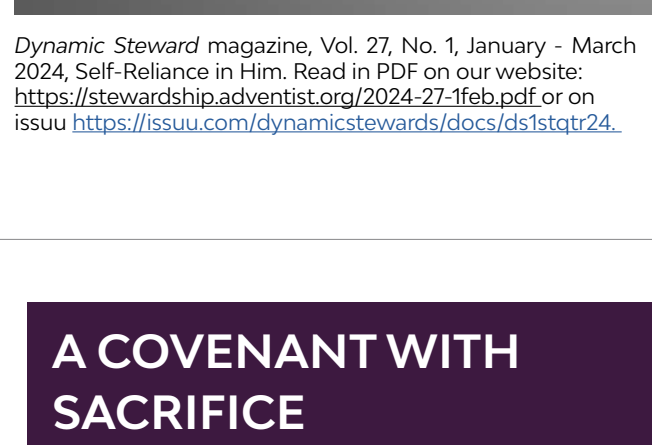 Dynamic Steward magazine, Vol. 27, No. 1, January - March
2024, Self-Reliance in Him. Read in PDF on our website:
https://stewardship.adventist.org/2024-27-1feb.pdf or on
issuu https://issuu.com/dynamicstewards/docs/ds1stqtr24.
A COVENANT WITH
SACRIFICE